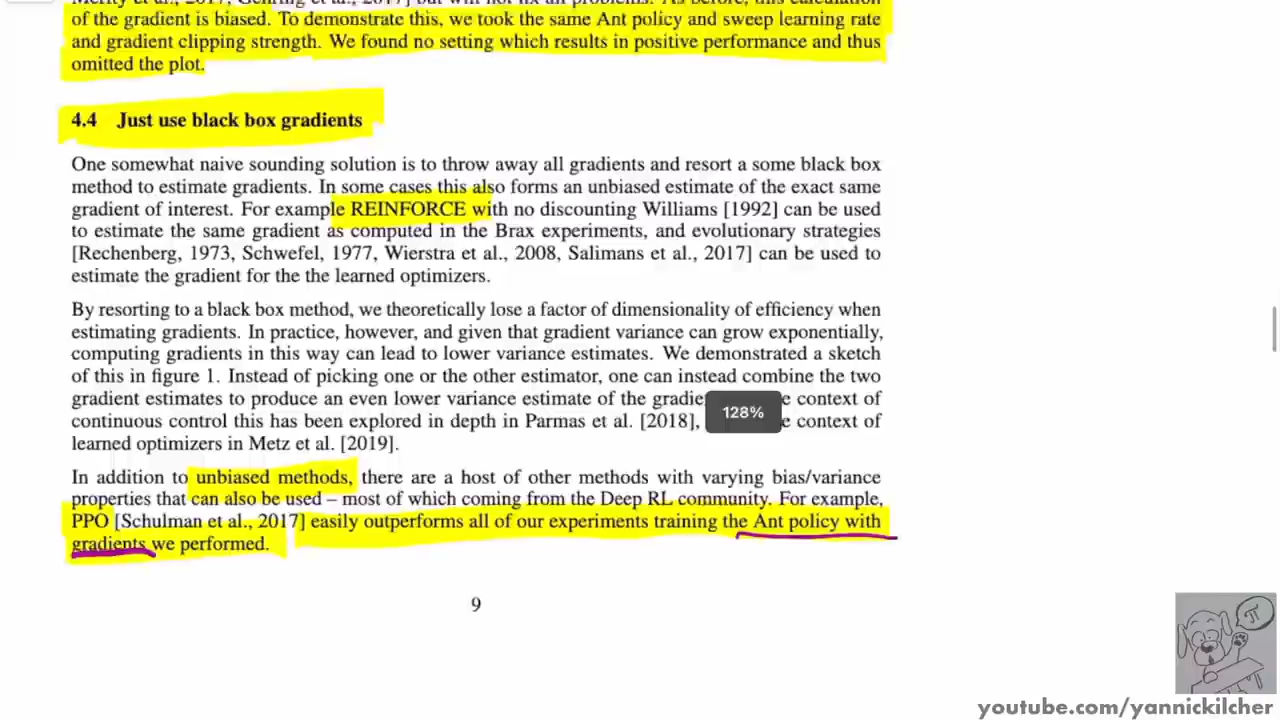 of the gradient is biased. To demonstrate this, we took the same Ant policy and sweep learning rate
and gradient clipping strength. We found no setting which results in positive performance and thus
omitted the plot.
4.4 Just use black box gradients
One somewhat naive sounding solution is to throw away all gradients and resort a some black box
method to estimate gradients. In some cases this also forms an unbiased estimate of the exact same
gradient of interest. For example REINFORCE with no discounting Williams [1992] can be used
to estimate the same gradient as computed in the Brax experiments, and evolutionary strategies
[Rechenberg, 1973, Schwefel, 1977, Wierstra et al., 2008, Salimans et al., 2017] can be used to
estimate the gradient for the the learned optimizers.
By resorting to a black box method, we theoretically lose a factor of dimensionality of efficiency when
estimating gradients. In practice, however, and given that gradient variance can grow exponentially,
computing gradients in this way can lead to lower variance estimates. We demonstrated a sketch
of this in figure 1. Instead of picking one or the other estimator, one can instead combine the two
gradient estimates to produce an even lower variance estimate of the context of
continuous control this has been explored in depth in Parmas et al. [2018], context of
128%
learned optimizers in Metz et al. [2019].
In addition to unbiased methods, there are a host of other methods with varying bias/variance
properties that can also be used – most of which coming from the Deep RL community. For example,
PPO [Schulman et al., 2017] easily outperforms all of our experiments training the Ant policy with
gradients we performed.
9
π
youtube.com/yannickilcher